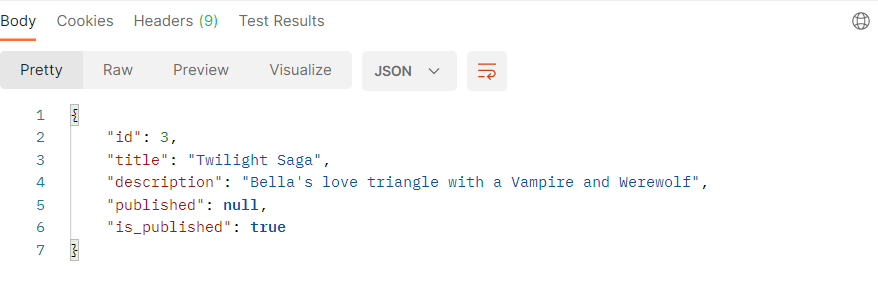 Body Cookies Headers (9) Test Results
Pretty Raw Preview Visualize JSON
1 {
2 "id": 3,
3 "title": "Twilight Saga",
4 "description": "Bella's love triangle with a Vampire and Werewolf",
5 "published": null,
6 "is_published": true
7 }